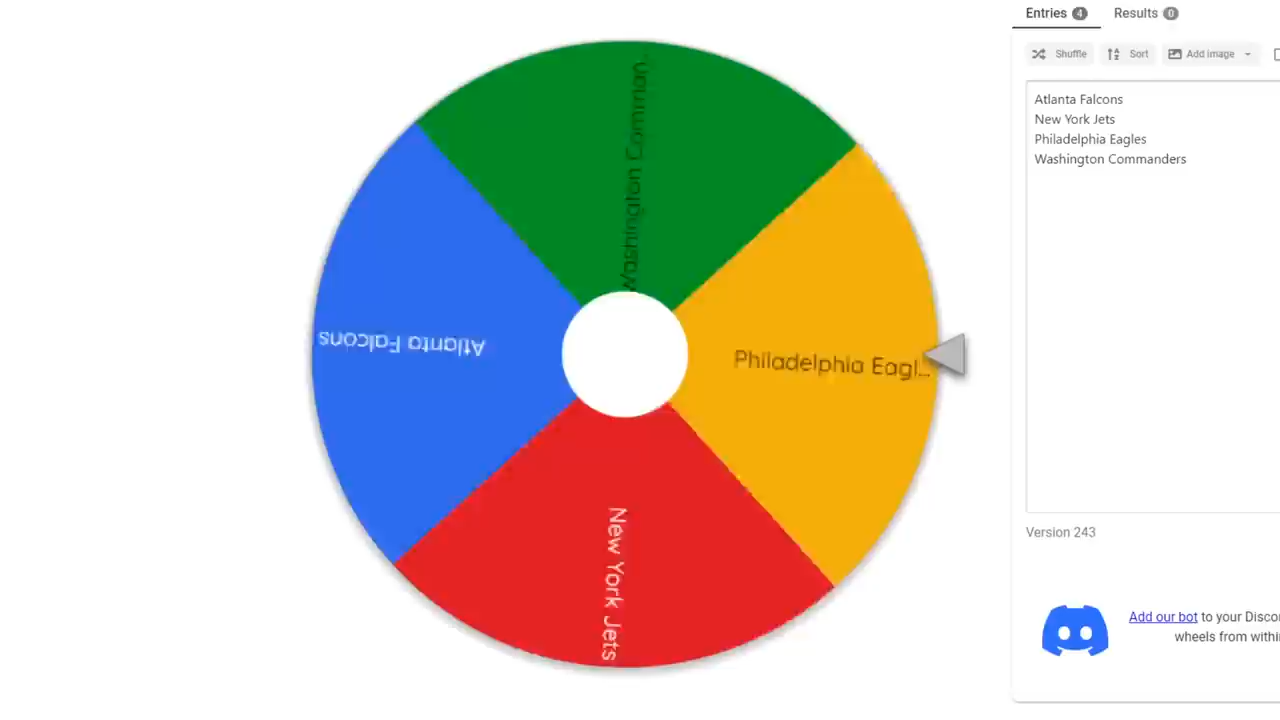 Entries 4 Results 0
Shuffle Sort Add image
Atlanta Falcons
New York Jets
Philadelphia Eagles
Washington Commanders
Washington Comman...
Philadelphia Eagl...
Atlanta Falcons
New York Jets
Version 243
Add our bot to your Disco
wheels from withi